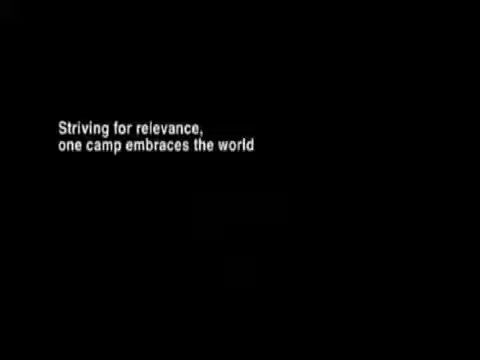 Striving for relevance,
one camp embraces the world